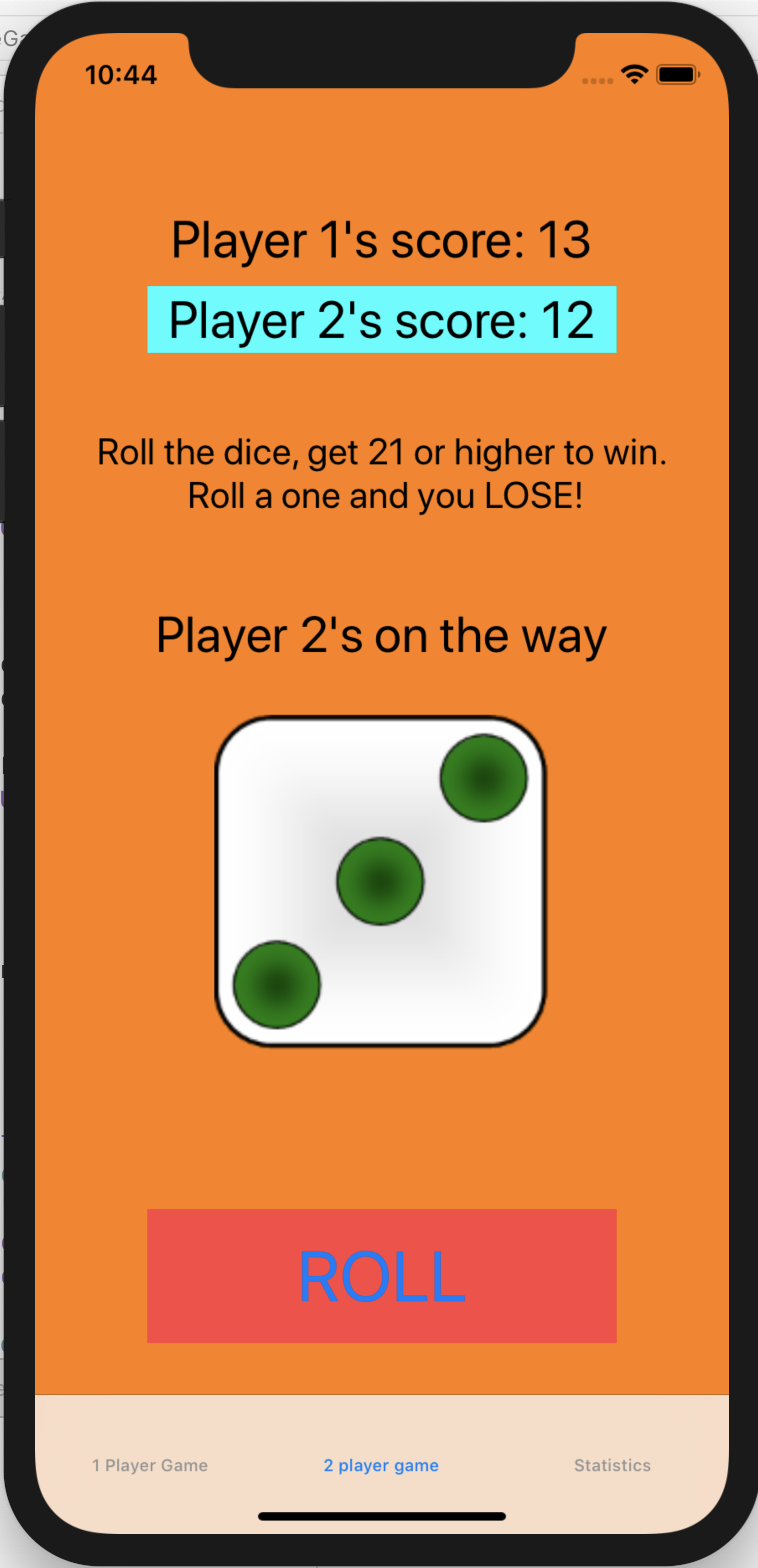 10:44
Player 1's score: 13
Player 2's score: 12
Roll the dice, get 21 or higher to win.
Roll a one and you LOSE!
Player 2's on the way
ROLL
1 Player Game
2 player game
Statistics